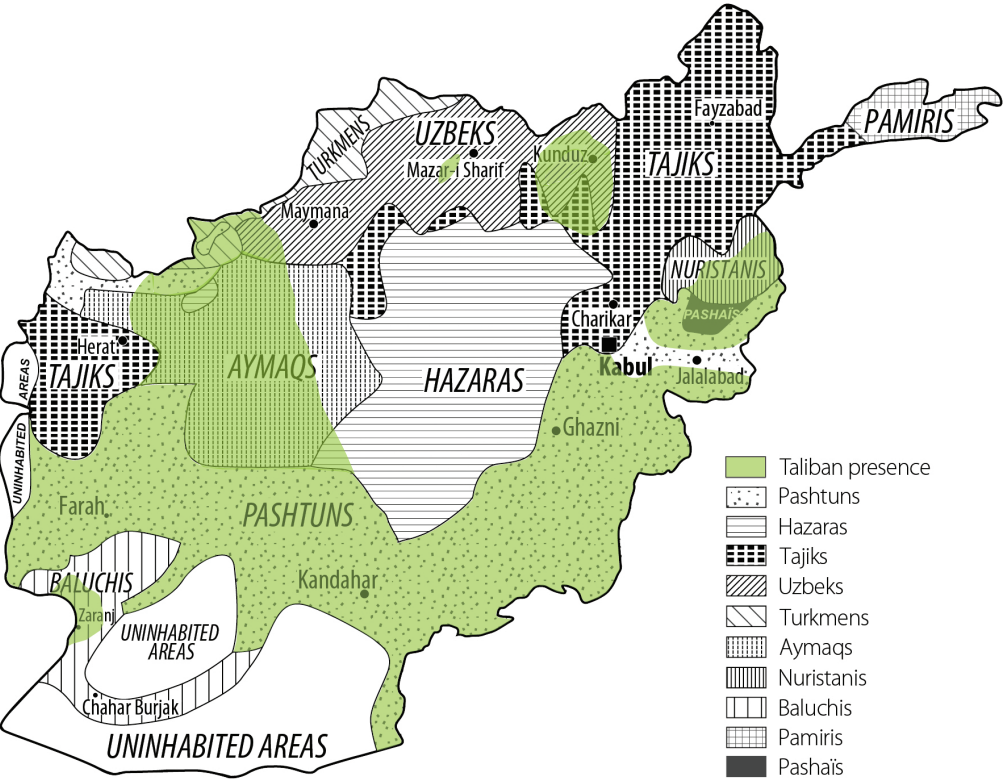 Fayzabad
PAMIRIS
TURKMENS
UZBEKS
Kunduz
TAJIKS
Mazar-i Sharif
Maymana
NURISTANIS
PASHAÏS
Charikar
Herat
Kabul
AREAS
TAJIKS
AYMAQS
HAZARAS
Jalalabad
Ghazni
UNINHABITED
Farah
PASHTUNS
BALUCHIS
Kandahar
Zaranj
UNINHABITED
AREAS
Chahar Burjak
UNINHABITED AREAS
Taliban presence
Pashtuns
Hazaras
Tajiks
Uzbeks
Turkmens
Aymaqs
Nuristanis
Baluchis
Pamiris
Pashaïs